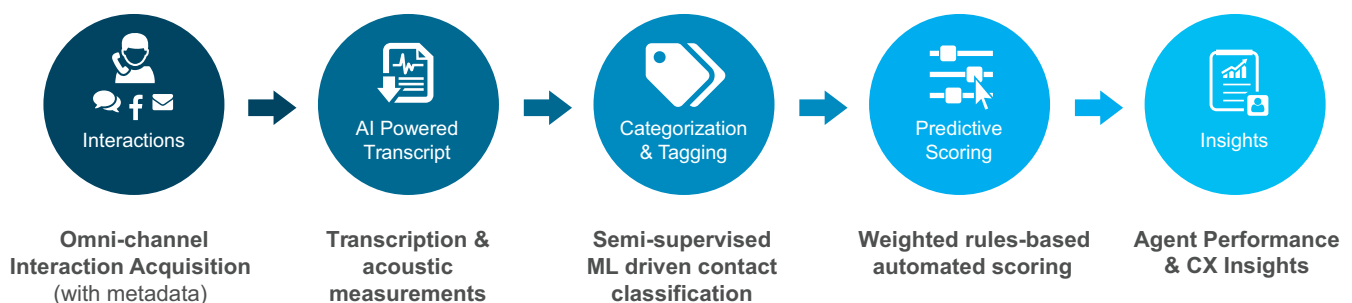 Interactions
AI Powered
Transcript
Categorization
& Tagging
Predictive
Scoring
Insights
Omni-channel
Interaction Acquisition
(with metadata)
Transcription &
acoustic
measurements
Semi-supervised
ML driven contact
classification
Weighted rules-based
automated scoring
Agent Performance
& CX Insights